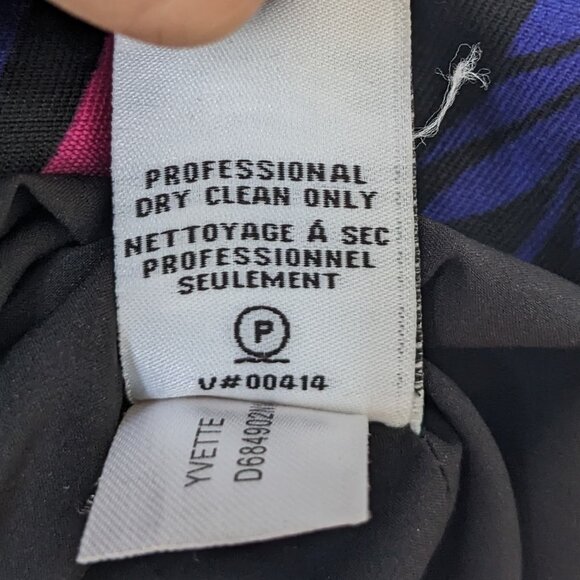 PROFESSIONAL
DRY CLEAN ONLY
NETTOYAGE Á SEC
PROFESSIONNEL
SEULEMENT
P
V#00414
YVETTE